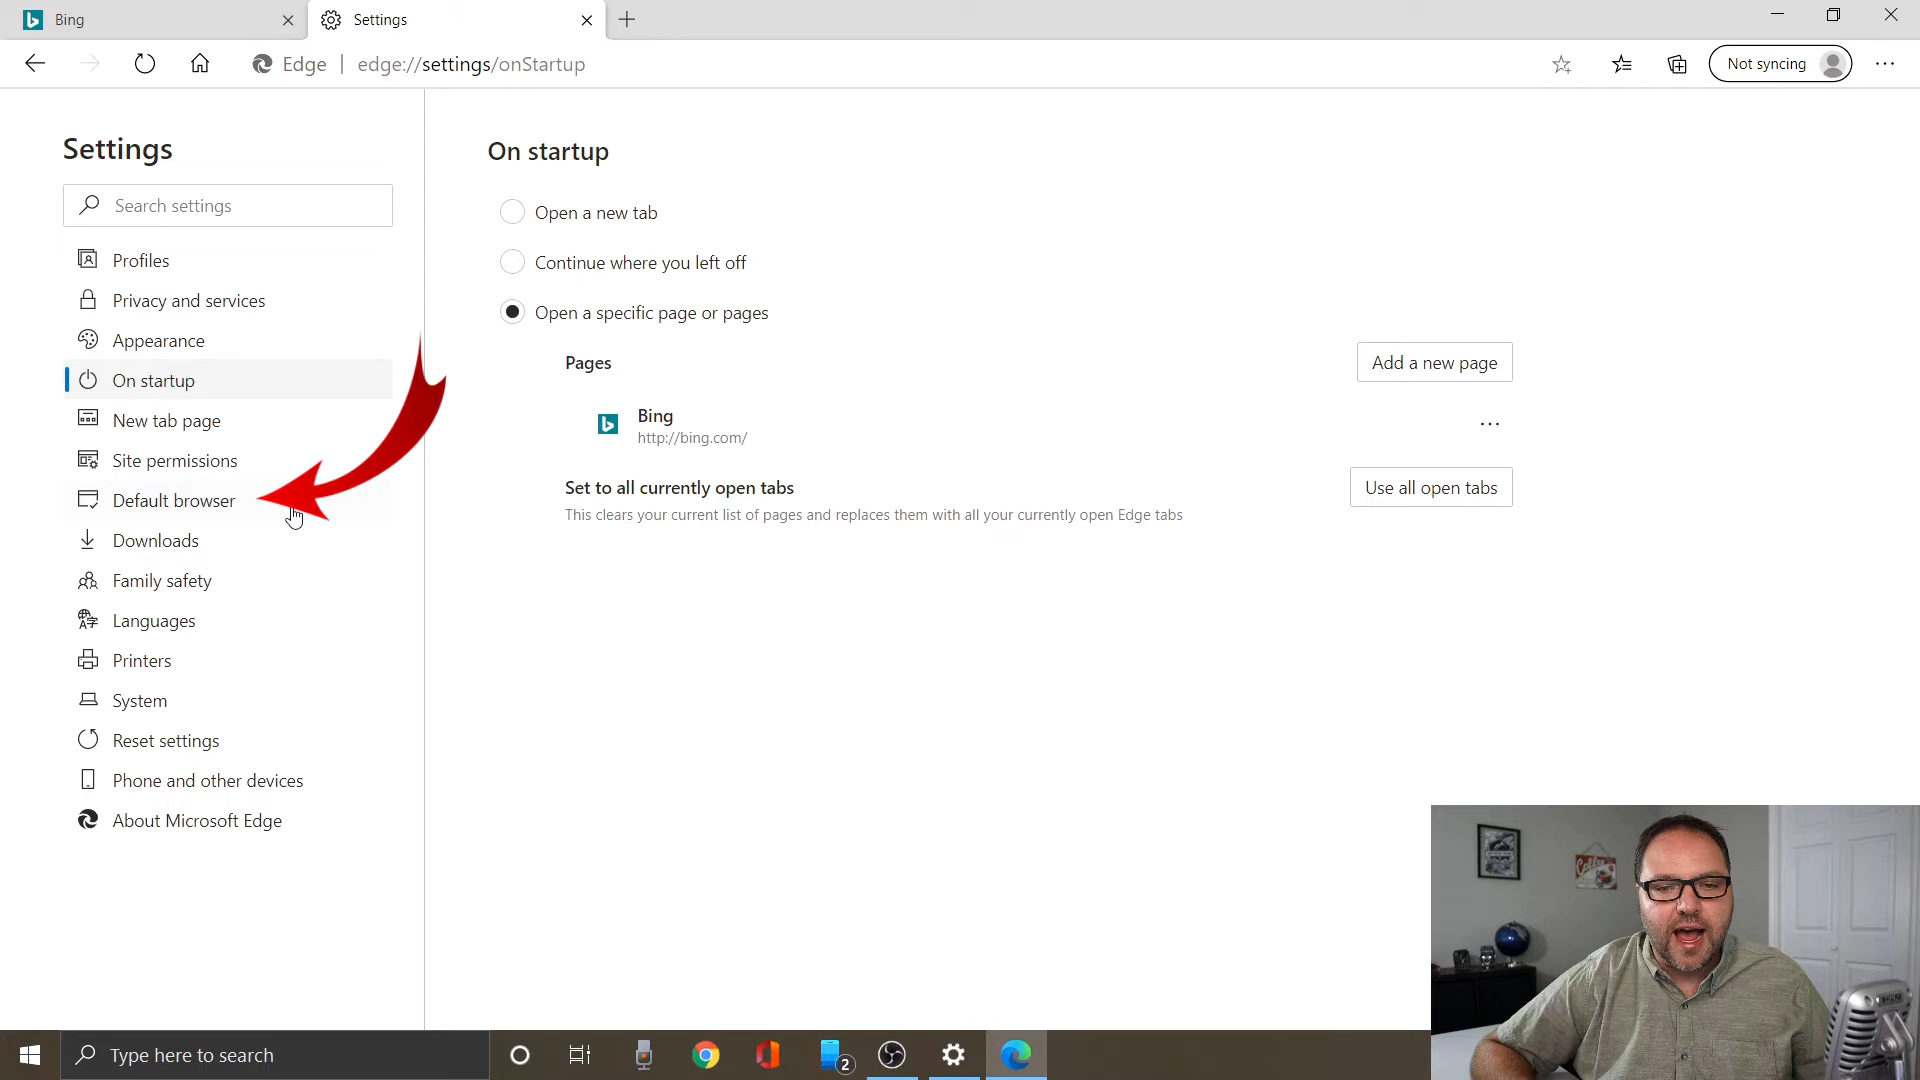 Bing
Settings
Edge | edge://settings/onStartup
Not syncing
Settings
Search settings
Profiles
Privacy and services
Appearance
On startup
New tab page
Site permissions
Default browser
Downloads
Family safety
Languages
Printers
System
Reset settings
Phone and other devices
About Microsoft Edge
On startup
Open a new tab
Continue where you left off
Open a specific page or pages
Pages
Add a new page
Bing
http://bing.com/
Set to all currently open tabs
Use all open tabs
This clears your current list of pages and replaces them with all your currently open Edge tabs
Coffee
Type here to search
2